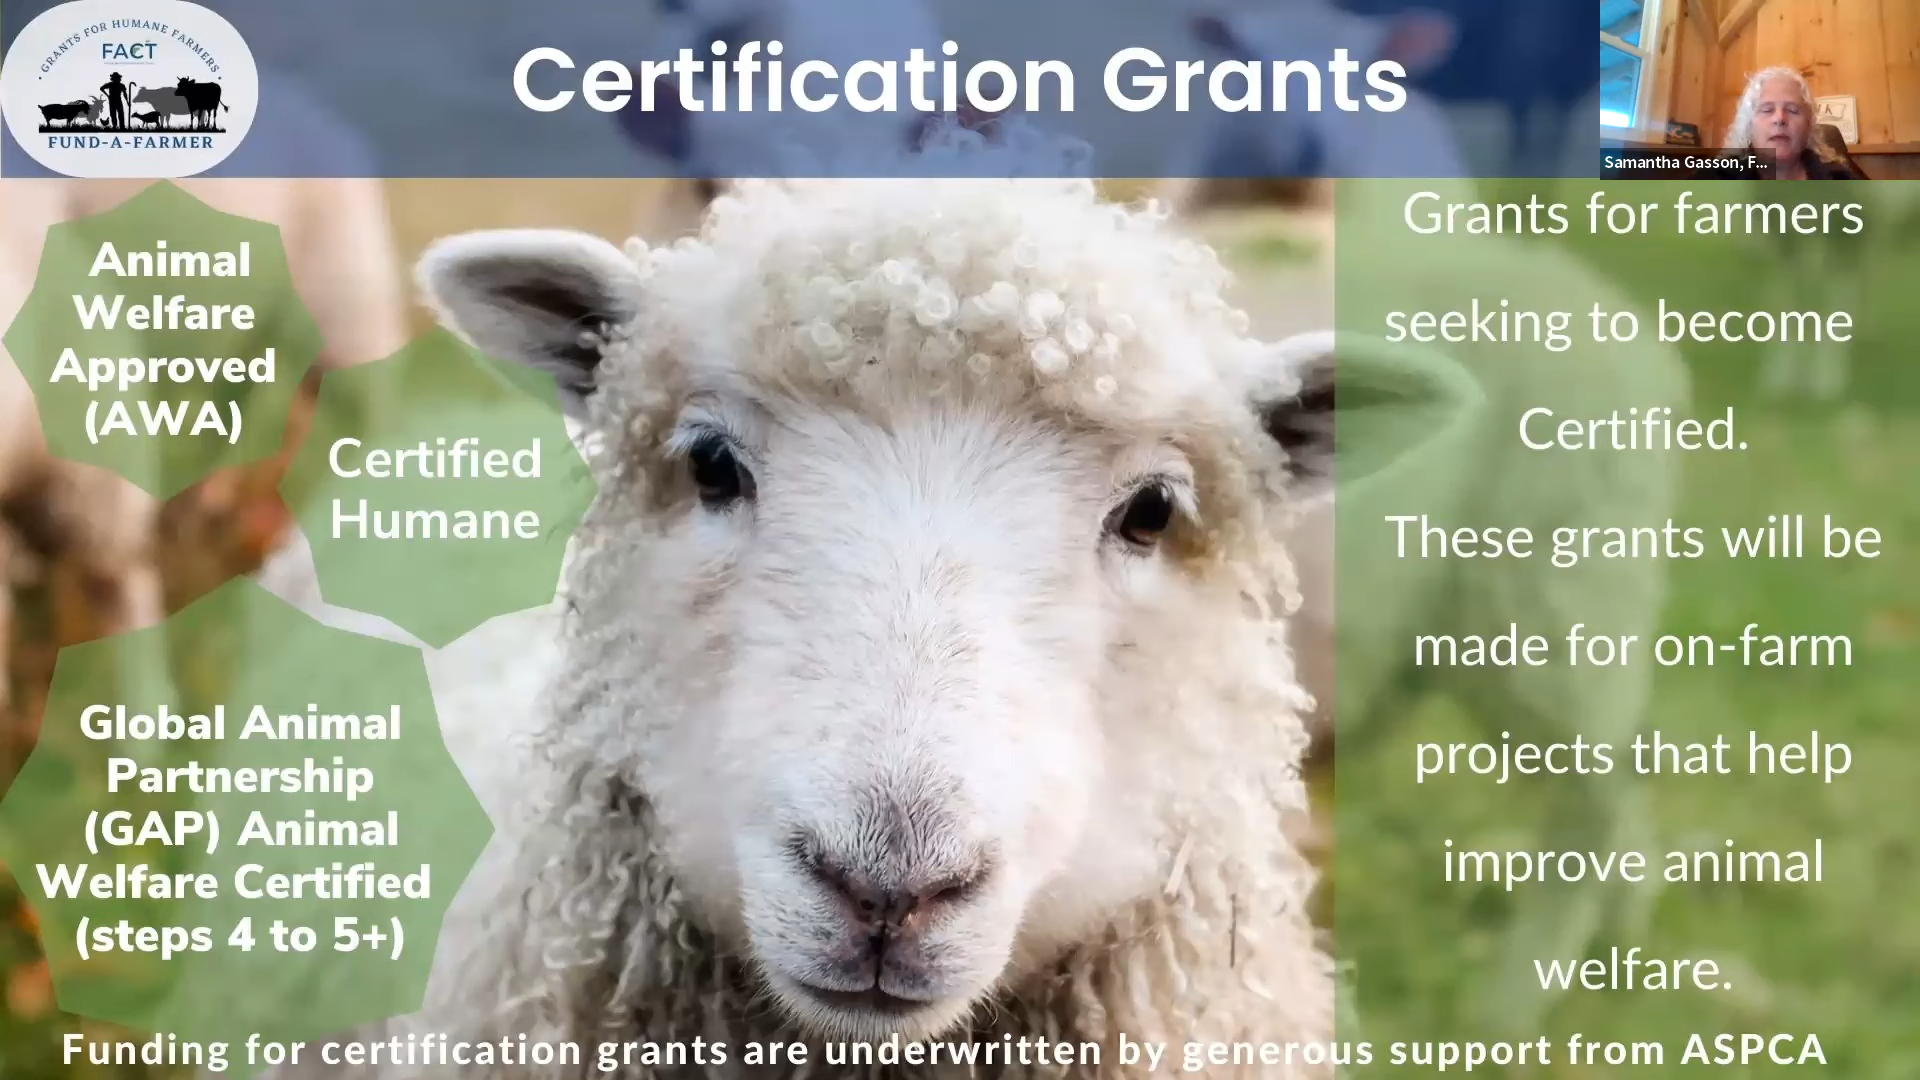 · GRANTS FOR HUMANE FARMERS ·
FACT
FUND-A-FARMER
Certification Grants
Samantha Gasson, F...
Animal
Welfare
Approved
(AWA)
Certified
Humane
Global Animal
Partnership
(GAP) Animal
Welfare Certified
(steps 4 to 5+)
Grants for farmers
seeking to become
Certified.
These grants will be
made for on-farm
projects that help
improve animal
welfare.
Funding for certification grants are underwritten by generous support from ASPCA